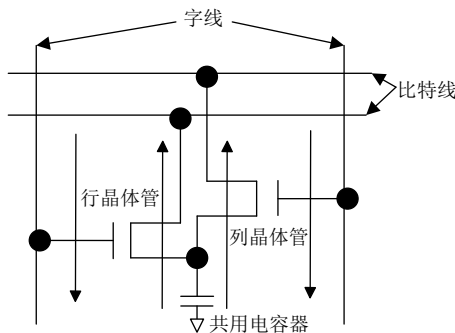 字线
比特线
行晶体管
列晶体管
共用电容器